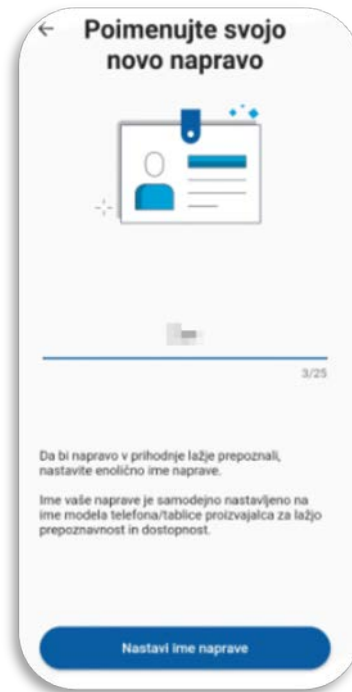 Poimenujte svojo
novo napravo
3/25
Da bi napravo v prihodnje lažje prepoznali,
nastavite enolično ime naprave.
Ime vaše naprave je samodejno nastavljeno na
ime modela telefona/tablice proizvajalca za lažjo
prepoznavnost in dostopnost.
Nastavi ime naprave